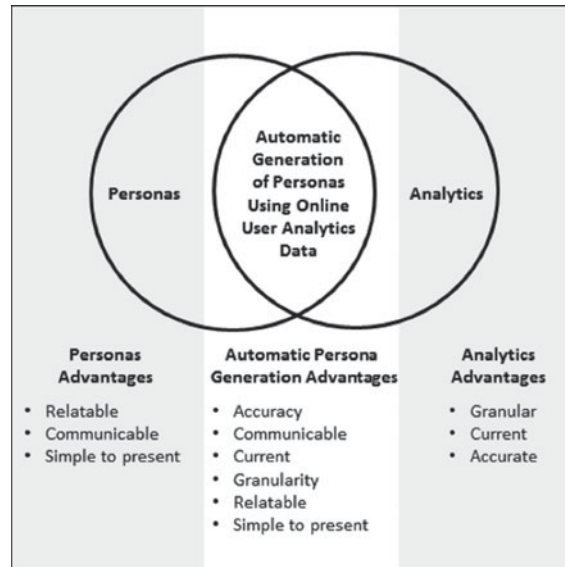 Personas
Automatic
Generation
of Personas
Using Online
User Analytics
Data
Analytics
Personas
Advantages
• Relatable
• Communicable
• Simple to present
Automatic Persona
Generation Advantages
• Accuracy
• Communicable
• Current
• Granularity
• Relatable
• Simple to present
Analytics
Advantages
• Granular
• Current
• Accurate